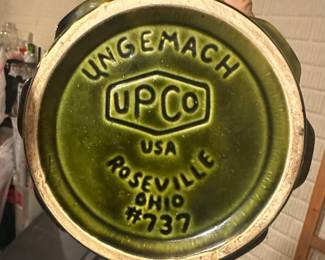 UNGEMACH
UPCO
USA
ROSEVILLE
OHIO
#737